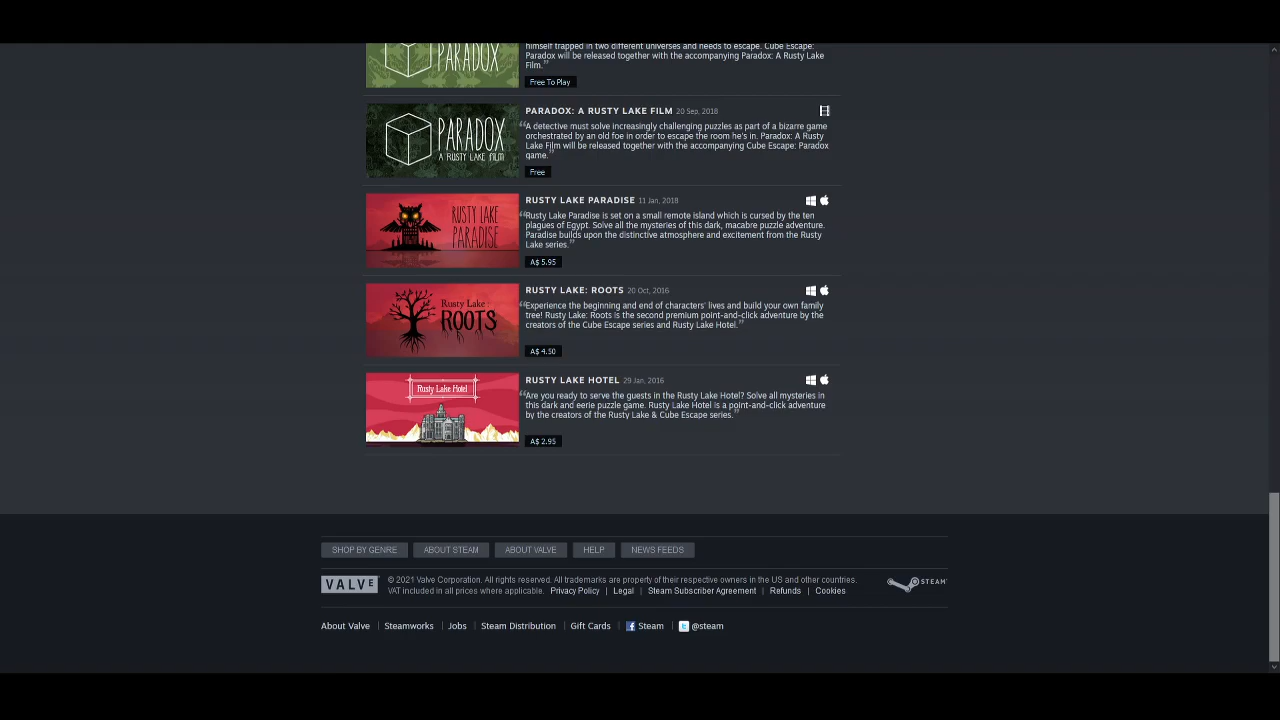 PARADOX
himself trapped in two different universes and needs to escape. Cube Escape:
Paradox will be released together with the accompanying Paradox: A Rusty Lake
Film.”
Free To Play
PARADOX
A RUSTY LAKE FILM
PARADOX: A RUSTY LAKE FILM 20 Sep, 2018
“A detective must solve increasingly challenging puzzles as part of a bizarre game
orchestrated by an old foe in order to escape the room he's in. Paradox: A Rusty
Lake Film will be released together with the accompanying Cube Escape: Paradox
game.”
Free
RUSTY LAKE
PARADISE
RUSTY LAKE PARADISE 11 Jan, 2018
“Rusty Lake Paradise is set on a small remote island which is cursed by the ten
plagues of Egypt. Solve all the mysteries of this dark, macabre puzzle adventure.
Paradise builds upon the distinctive atmosphere and excitement from the Rusty
Lake series.”
A$ 5.95
Rusty Lake :
ROOTS
RUSTY LAKE: ROOTS 20 Oct, 2016
“Experience the beginning and end of characters' lives and build your own family
tree! Rusty Lake: Roots is the second premium point-and-click adventure by the
creators of the Cube Escape series and Rusty Lake Hotel.”
A$ 4.50
Rusty Lake Hotel
RUSTY LAKE HOTEL 29 Jan, 2016
“Are you ready to serve the guests in the Rusty Lake Hotel? Solve all mysteries in
this dark and eerie puzzle game. Rusty Lake Hotel is a point-and-click adventure
by the creators of the Rusty Lake & Cube Escape series.”
A$ 2.95
SHOP BY GENRE ABOUT STEAM ABOUT VALVE HELP NEWS FEEDS
VALVE
© 2021 Valve Corporation. All rights reserved. All trademarks are property of their respective owners in the US and other countries.
VAT included in all prices where applicable. Privacy Policy | Legal | Steam Subscriber Agreement | Refunds | Cookies
STEAM
About Valve | Steamworks | Jobs | Steam Distribution | Gift Cards | Steam | @steam